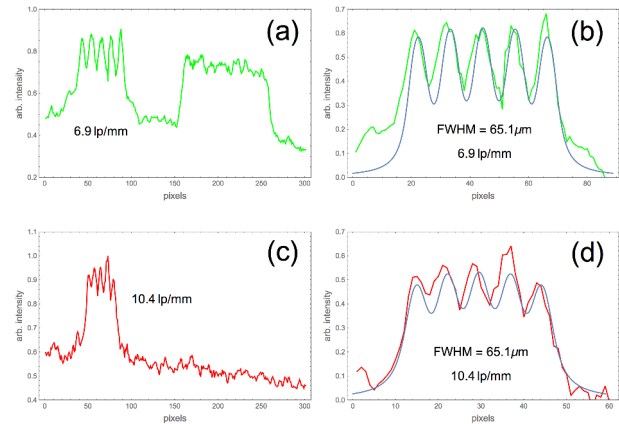 (a)
arb. intensity
1.0
0.8
0.6
0.4
0.2
6.9 lp/mm
0 50 100 150 200 250 300
pixels
(b)
arb. intensity
0.7
0.6
0.5
0.4
0.3
0.2
0.1
0.0
FWHM = 65.1μm
6.9 lp/mm
0 20 40 60 80
pixels
(c)
arb. intensity
1.1
1.0
0.9
0.8
0.7
0.6
0.5
0.4
10.4 lp/mm
0 50 100 150 200 250 300
pixels
(d)
arb. intensity
0.7
0.6
0.5
0.4
0.3
0.2
0.1
0.0
FWHM = 65.1μm
10.4 lp/mm
0 10 20 30 40 50 60
pixels